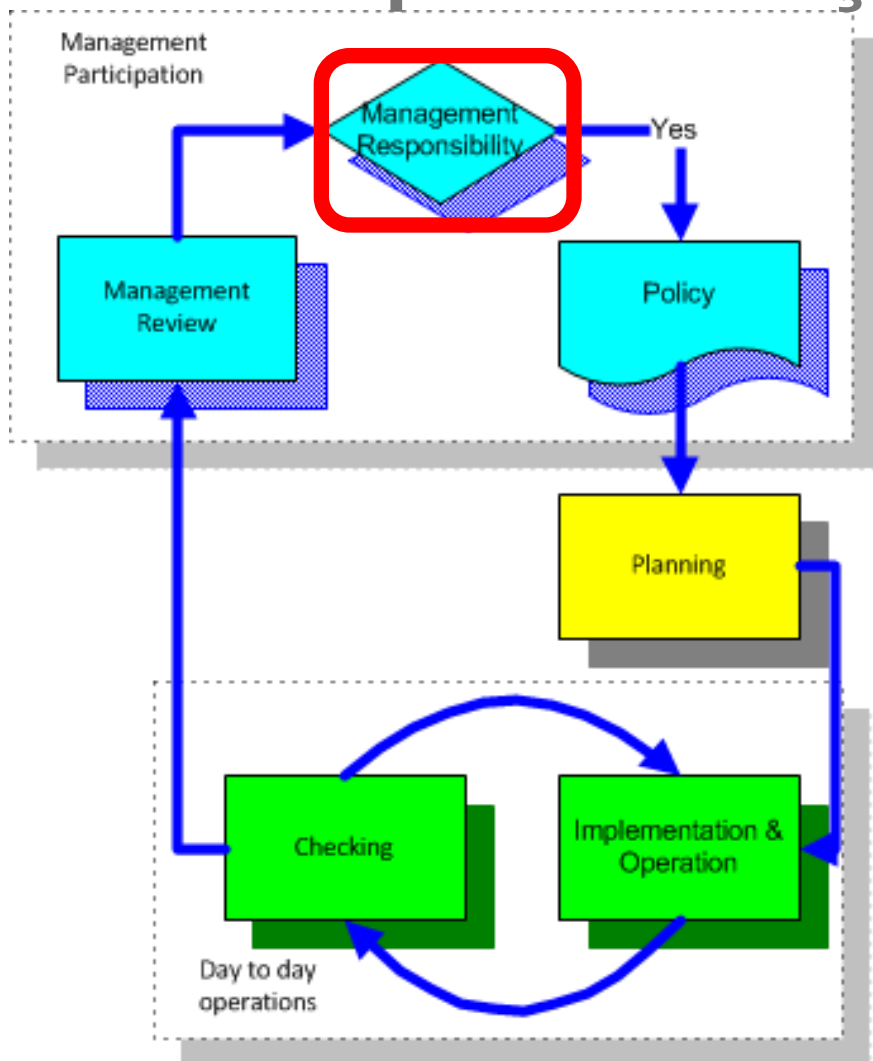 Management
Participation
Management
Responsibility
Yes
Management
Review
Policy
Planning
Checking
Implementation &
Operation
Day to day
operations